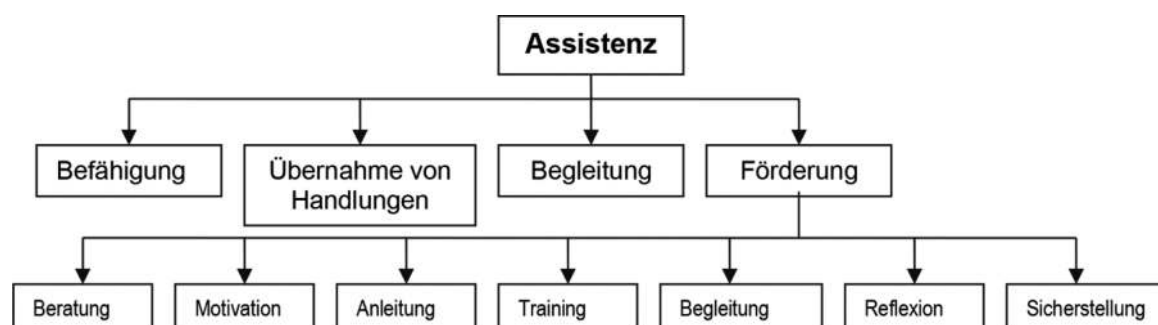 Assistenz
Befähigung
Übernahme von
Handlungen
Begleitung
Förderung
Beratung
Motivation
Anleitung
Training
Begleitung
Reflexion
Sicherstellung